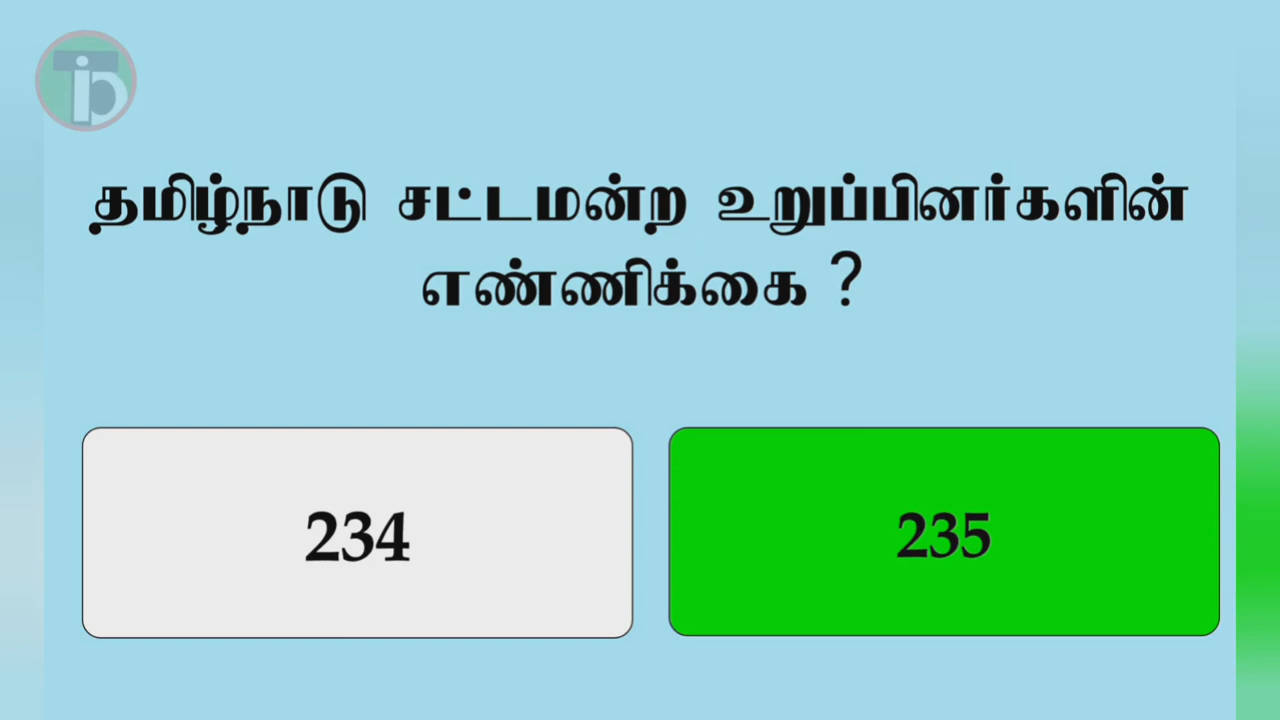 தமிழ்நாடு சட்டமன்ற உறுப்பினர்களின்
எண்ணிக்கை ?
234
235